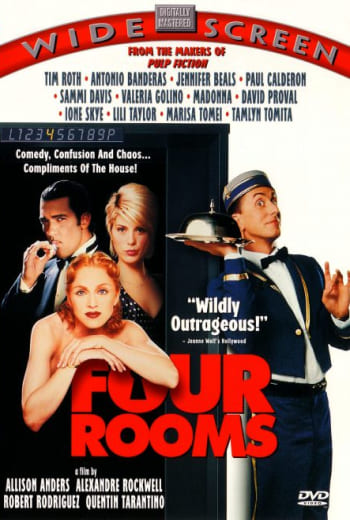 WIDE SCREEN
DIGITALLY
MASTERED
FROM THE MAKERS OF
PULP FICTION
TIM ROTH • ANTONIO BANDERAS • JENNIFER BEALS • PAUL CALDERON
SAMMI DAVIS • VALERIA GOLINO • MADONNA • DAVID PROVAL
IONE SKYE • LILI TAYLOR • MARISA TOMEI • TAMLYN TOMITA
L123456789P
Comedy, Confusion And Chaos...
Compliments Of The House!
"Wildly
Outrageous!"
- Jeanne Wolf's Hollywood
FOUR
ROOMS
a film by
ALLISON ANDERS ALEXANDRE ROCKWELL
ROBERT RODRIGUEZ QUENTIN TARANTINO
DVD
VIDEO